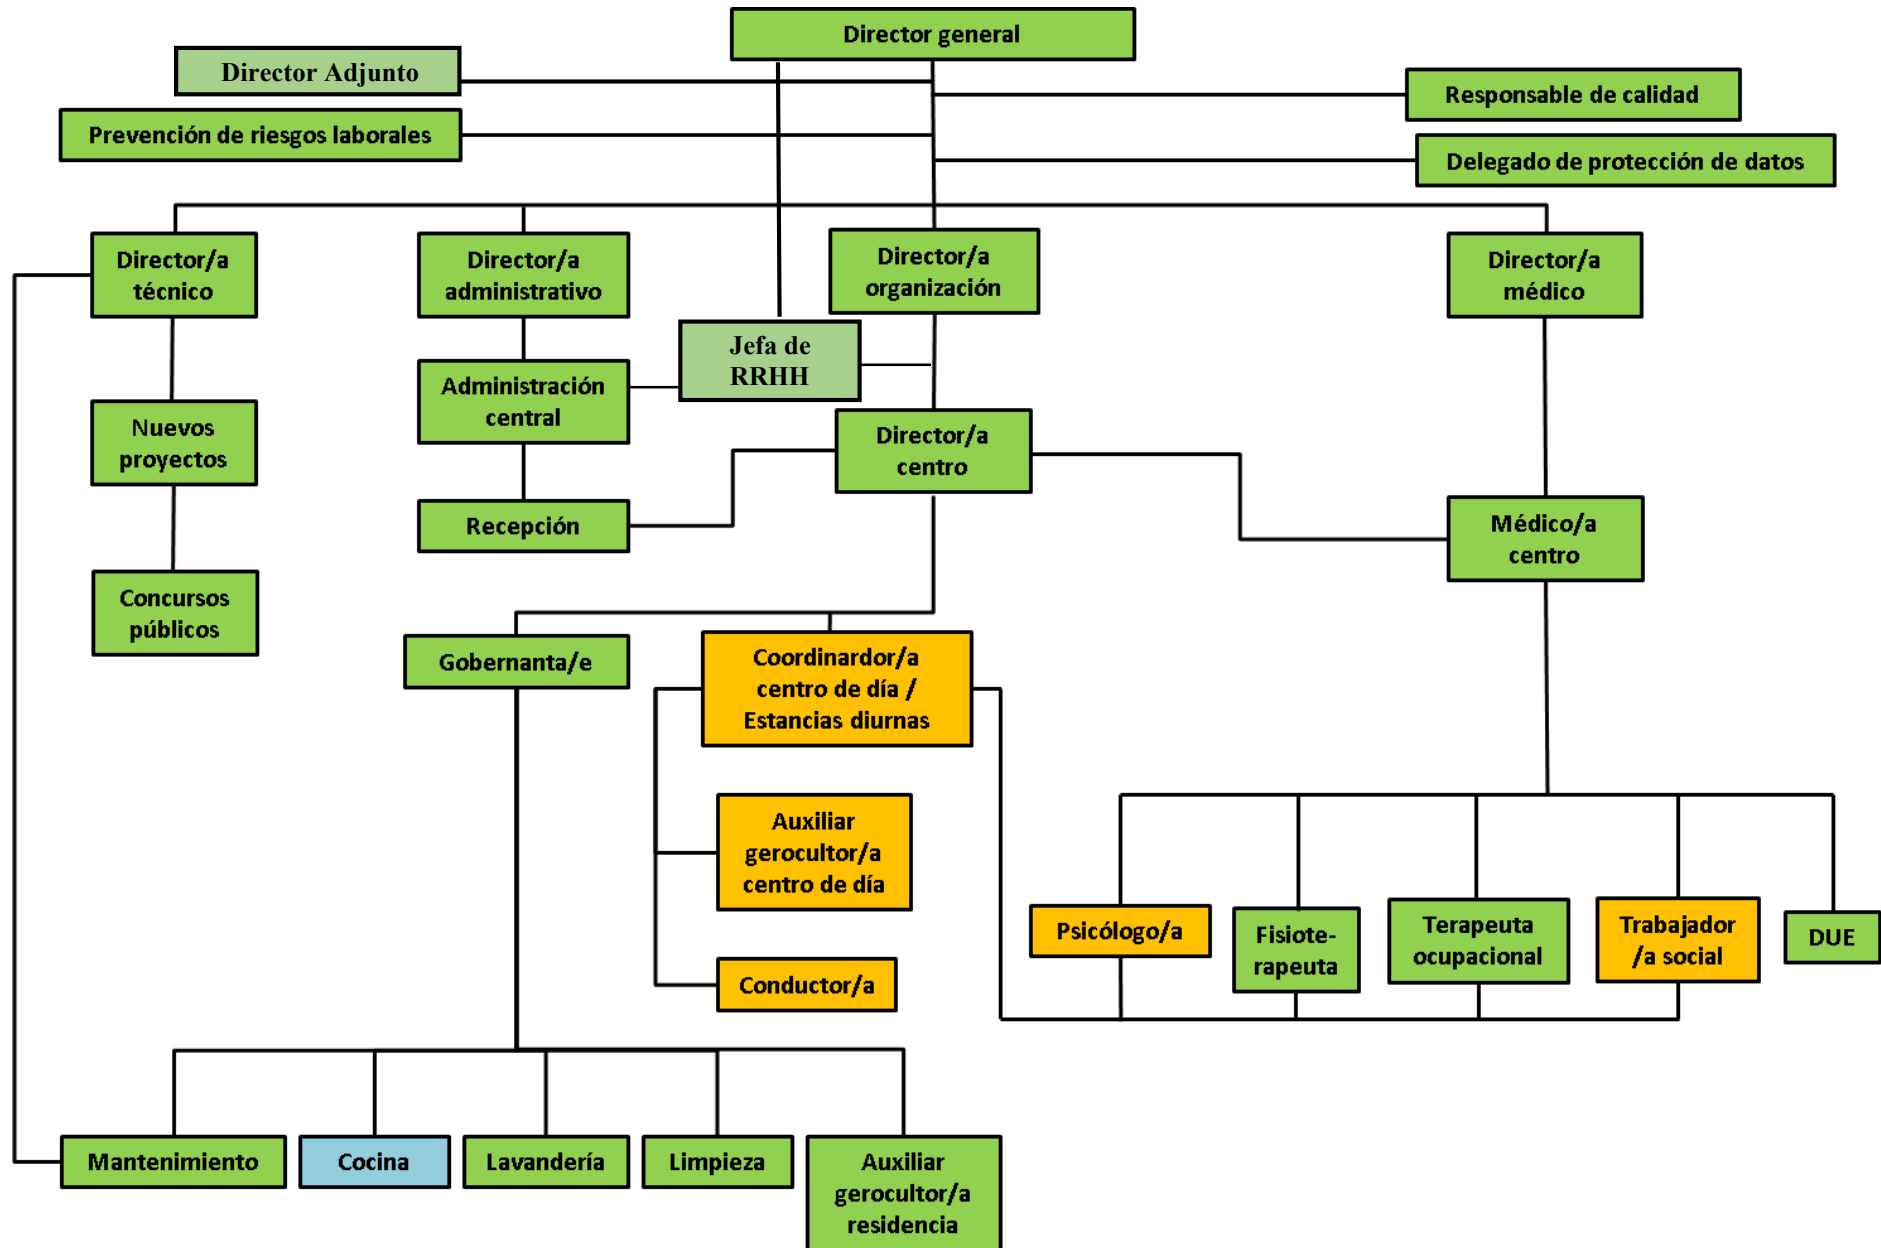 Director general
Director Adjunto
Responsable de calidad
Prevención de riesgos laborales
Delegado de protección de datos
Director/a
técnico
Director/a
administrativo
Director/a
organización
Director/a
médico
Jefa de
RRHH
Administración
central
Nuevos
proyectos
Director/a
centro
Recepción
Médico/a
centro
Concursos
públicos
Gobernanta/e
Coordinardor/a
centro de día /
Estancias diurnas
Auxiliar
gerocultor/a
centro de día
Conductor/a
Psicólogo/a
Fisiote-
rapeuta
Terapeuta
ocupacional
Trabajador
/a social
DUE
Mantenimiento
Cocina
Lavandería
Limpieza
Auxiliar
gerocultor/a
residencia